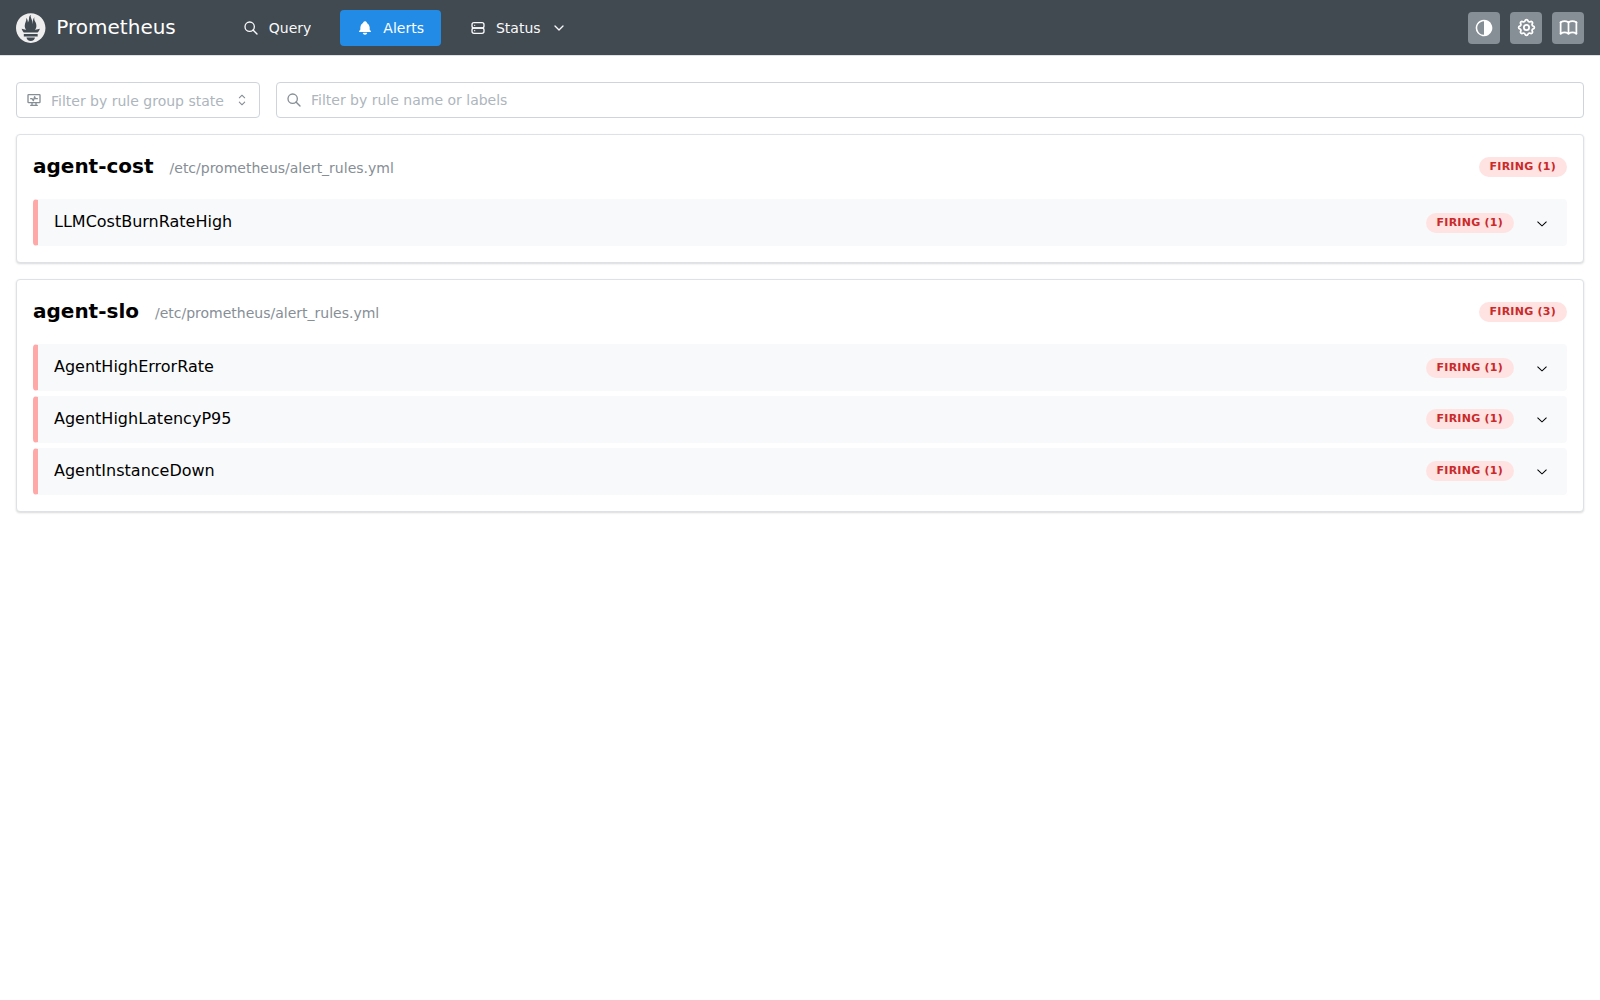 Prometheus Query Alerts Status
Filter by rule group state Filter by rule name or labels
agent-cost /etc/prometheus/alert_rules.yml FIRING (1)
LLMCostBurnRateHigh FIRING (1)
agent-slo /etc/prometheus/alert_rules.yml FIRING (3)
AgentHighErrorRate FIRING (1)
AgentHighLatencyP95 FIRING (1)
AgentInstanceDown FIRING (1)